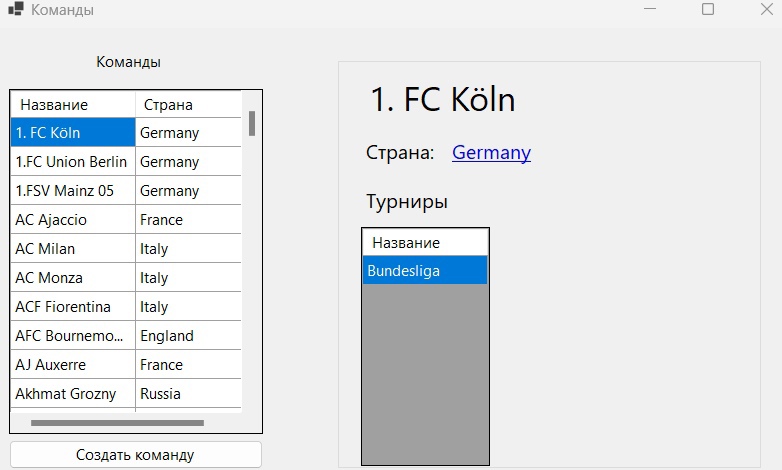 Команды
Команды
Название Страна
1. FC Köln Germany
1.FC Union Berlin Germany
1.FSV Mainz 05 Germany
AC Ajaccio France
AC Milan Italy
AC Monza Italy
ACF Fiorentina Italy
AFC Bournemo... England
AJ Auxerre France
Akhmat Grozny Russia
Создать команду
1. FC Köln
Страна: Germany
Турниры
Название
Bundesliga